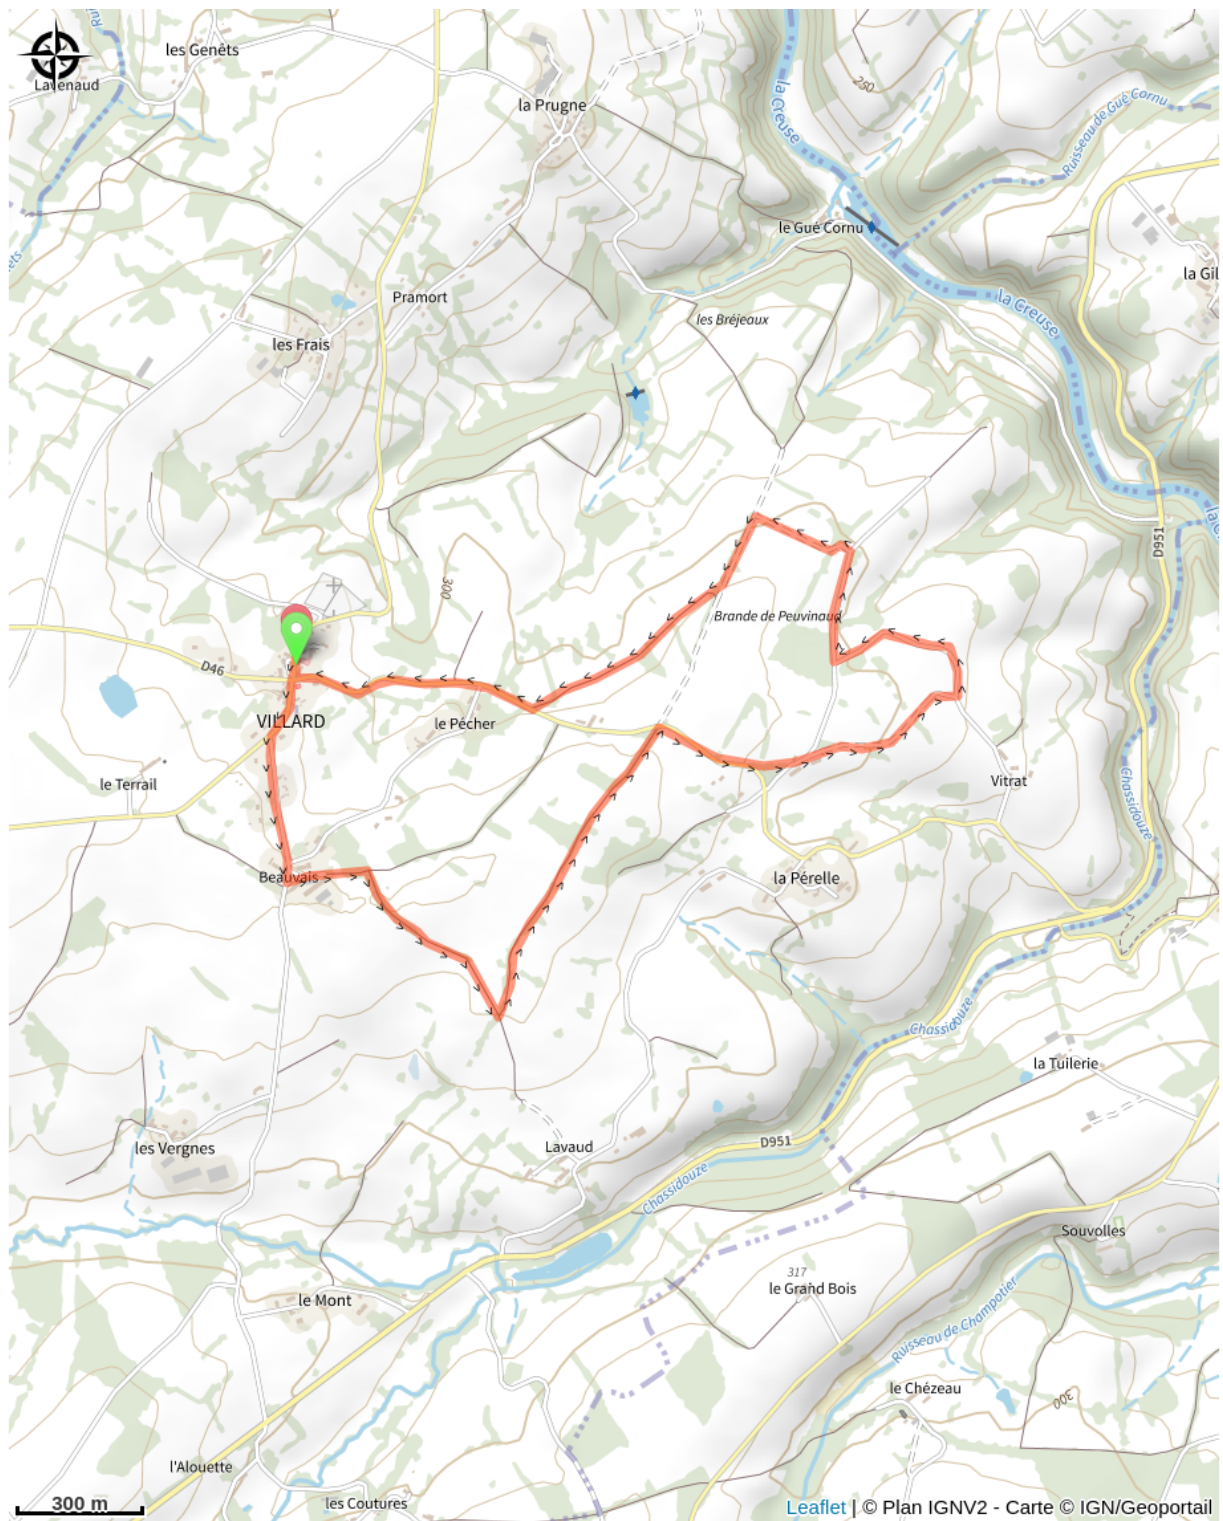 les Genêts
Lavenaud
la Prugne
250
la Creuse
Ruisseau de Gué Cornu
le Gué Cornu
la Gil
la Creuse
Pramort
les Bréjeaux
les Frais
D951
300
Brande de Peuvinaud
D46
VILLARD
le Pécher
le Terrail
Vitrat
Chassidouze
Beauvais
la Pérelle
Chassidouze
la Tuilerie
D951
les Vergnes
Lavaud
Chassidouze
Souvolles
317
le Grand Bois
le Mont
Ruisseau de Champotier
le Chézeau
300
l'Alouette
les Coutures
300 m
Leaflet | © Plan IGNV2 - Carte © IGN/Geoportail